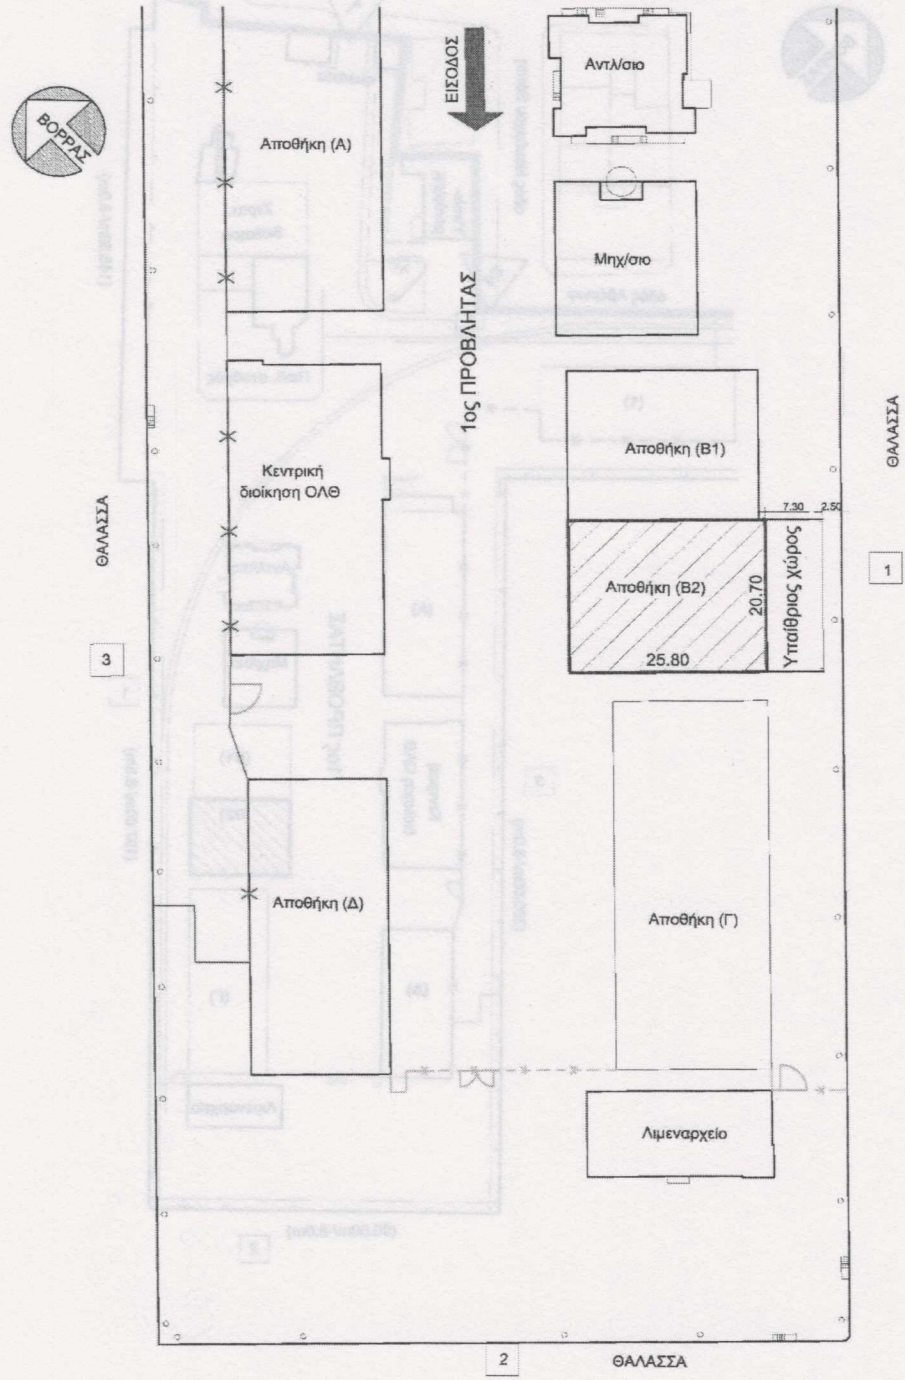 ΒΟΡΡΑΣ
ΕΙΣΟΔΟΣ
Αντλ/σιο
Αποθήκη (Α)
Μηχ/σιο
1ος ΠΡΟΒΛΗΤΑΣ
Αποθήκη (Β1)
ΘΑΛΑΣΣΑ
Κεντρική
διοίκηση ΟΛΘ
7.30
2.50
ΘΑΛΑΣΣΑ
Αποθήκη (Β2)
20.70
Υπαίθριος Χώρος
1
25.80
3
Αποθήκη (Δ)
Αποθήκη (Γ)
Λιμεναρχείο
2
ΘΑΛΑΣΣΑ